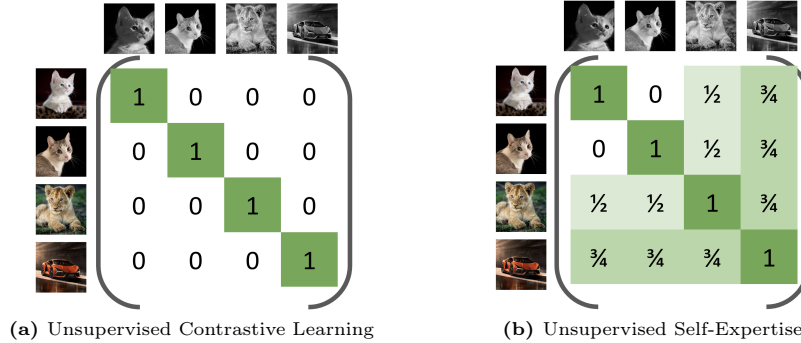 1 0 0 0
0 1 0 0
0 0 1 0
0 0 0 1
(a) Unsupervised Contrastive Learning
1 0 ½ ¾
0 1 ½ ¾
½ ½ 1 ¾
¾ ¾ ¾ 1
(b) Unsupervised Self-Expertise